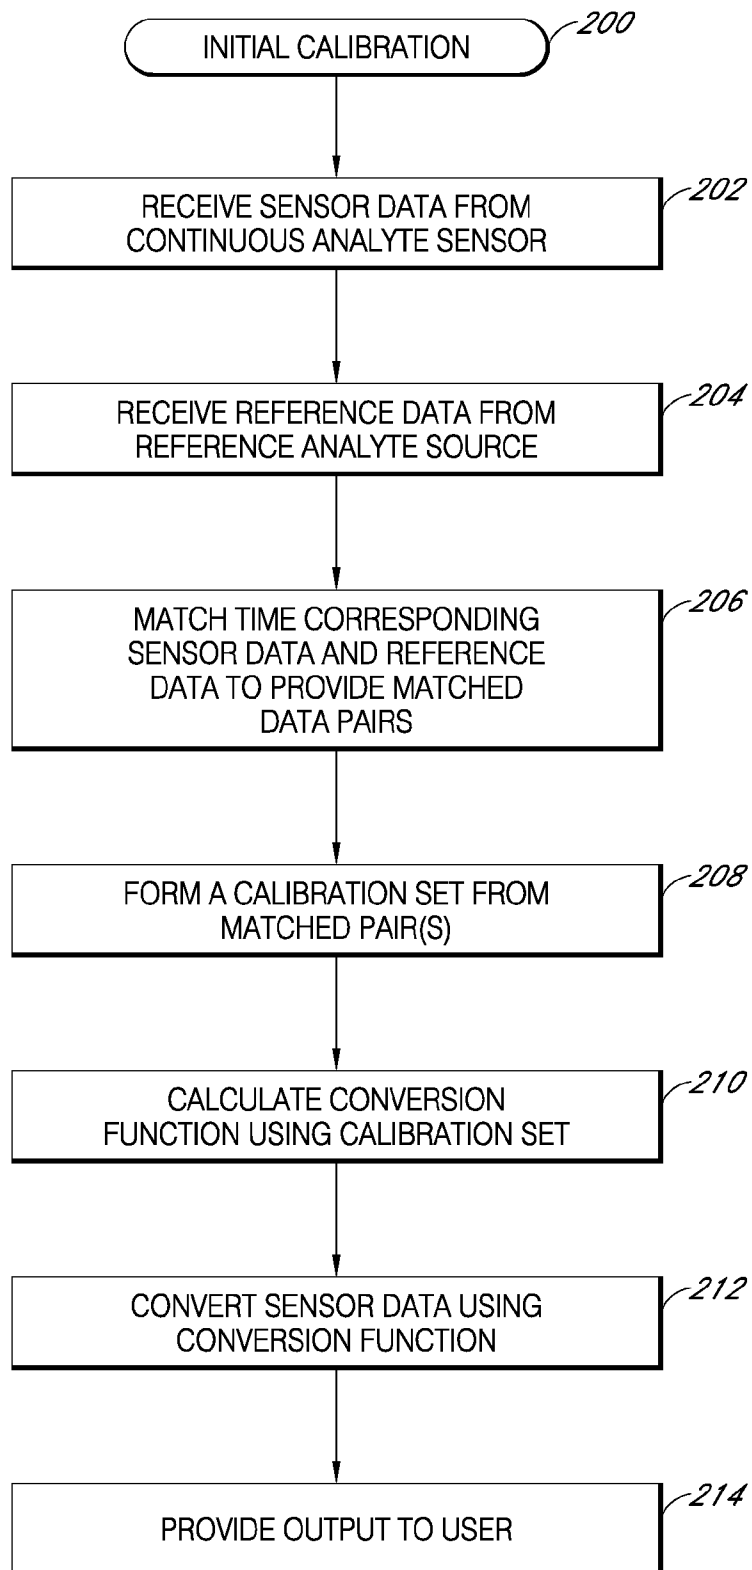 INITIAL CALIBRATION
200
RECEIVE SENSOR DATA FROM
CONTINUOUS ANALYTE SENSOR
202
RECEIVE REFERENCE DATA FROM
REFERENCE ANALYTE SOURCE
204
MATCH TIME CORRESPONDING
SENSOR DATA AND REFERENCE
DATA TO PROVIDE MATCHED
DATA PAIRS
206
FORM A CALIBRATION SET FROM
MATCHED PAIR(S)
208
CALCULATE CONVERSION
FUNCTION USING CALIBRATION SET
210
CONVERT SENSOR DATA USING
CONVERSION FUNCTION
212
PROVIDE OUTPUT TO USER
214